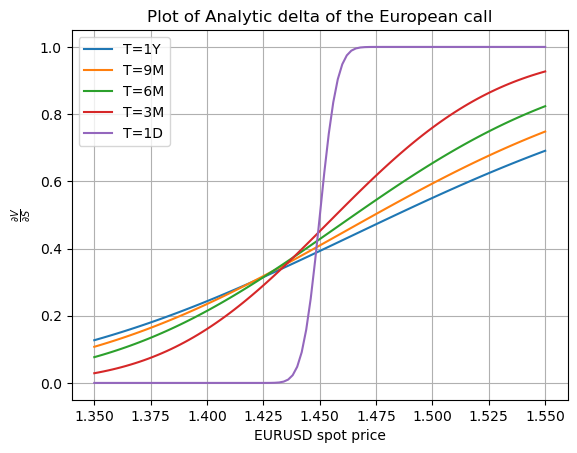 Plot of Analytic delta of the European call
1.0
0.8
0.6
0.4
0.2
0.0
∂V/∂S
T=1Y
T=9M
T=6M
T=3M
T=1D
1.350 1.375 1.400 1.425 1.450 1.475 1.500 1.525 1.550
EURUSD spot price